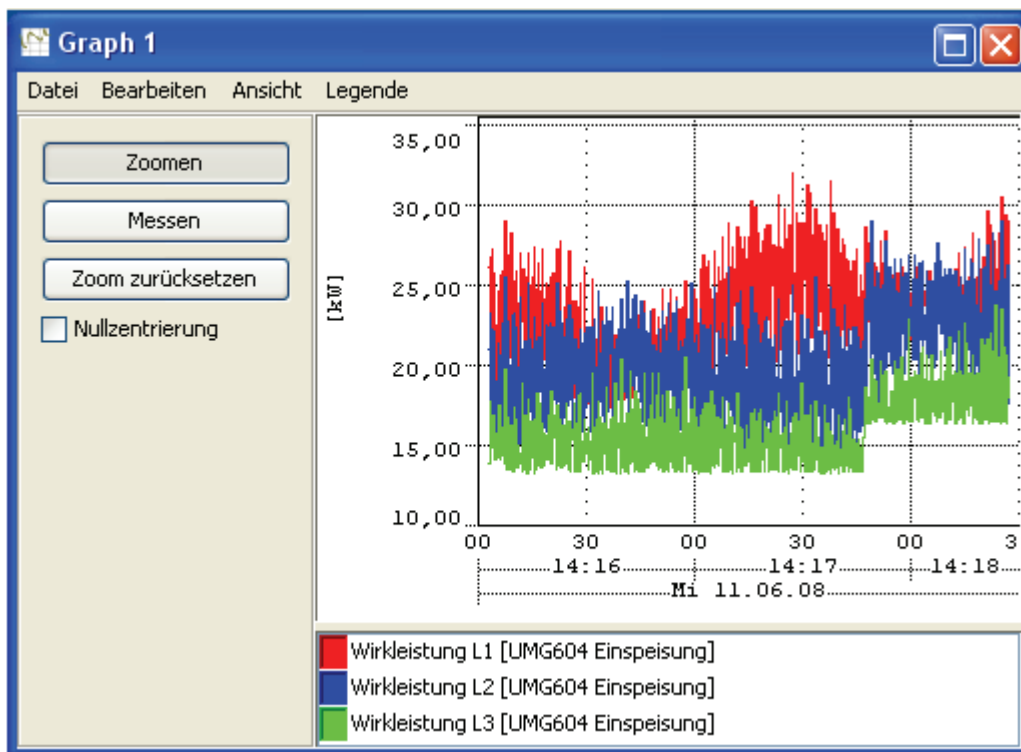 Graph 1
Datei Bearbeiten Ansicht Legende
Zoomen
Messen
Zoom zurücksetzen
Nullzentrierung
35,00
30,00
25,00
[kW]
20,00
15,00
10,00
00 30 00 30 00 3
14:16 14:17 14:18
Mi 11.06.08
Wirkleistung L1 [UMG604 Einspeisung]
Wirkleistung L2 [UMG604 Einspeisung]
Wirkleistung L3 [UMG604 Einspeisung]